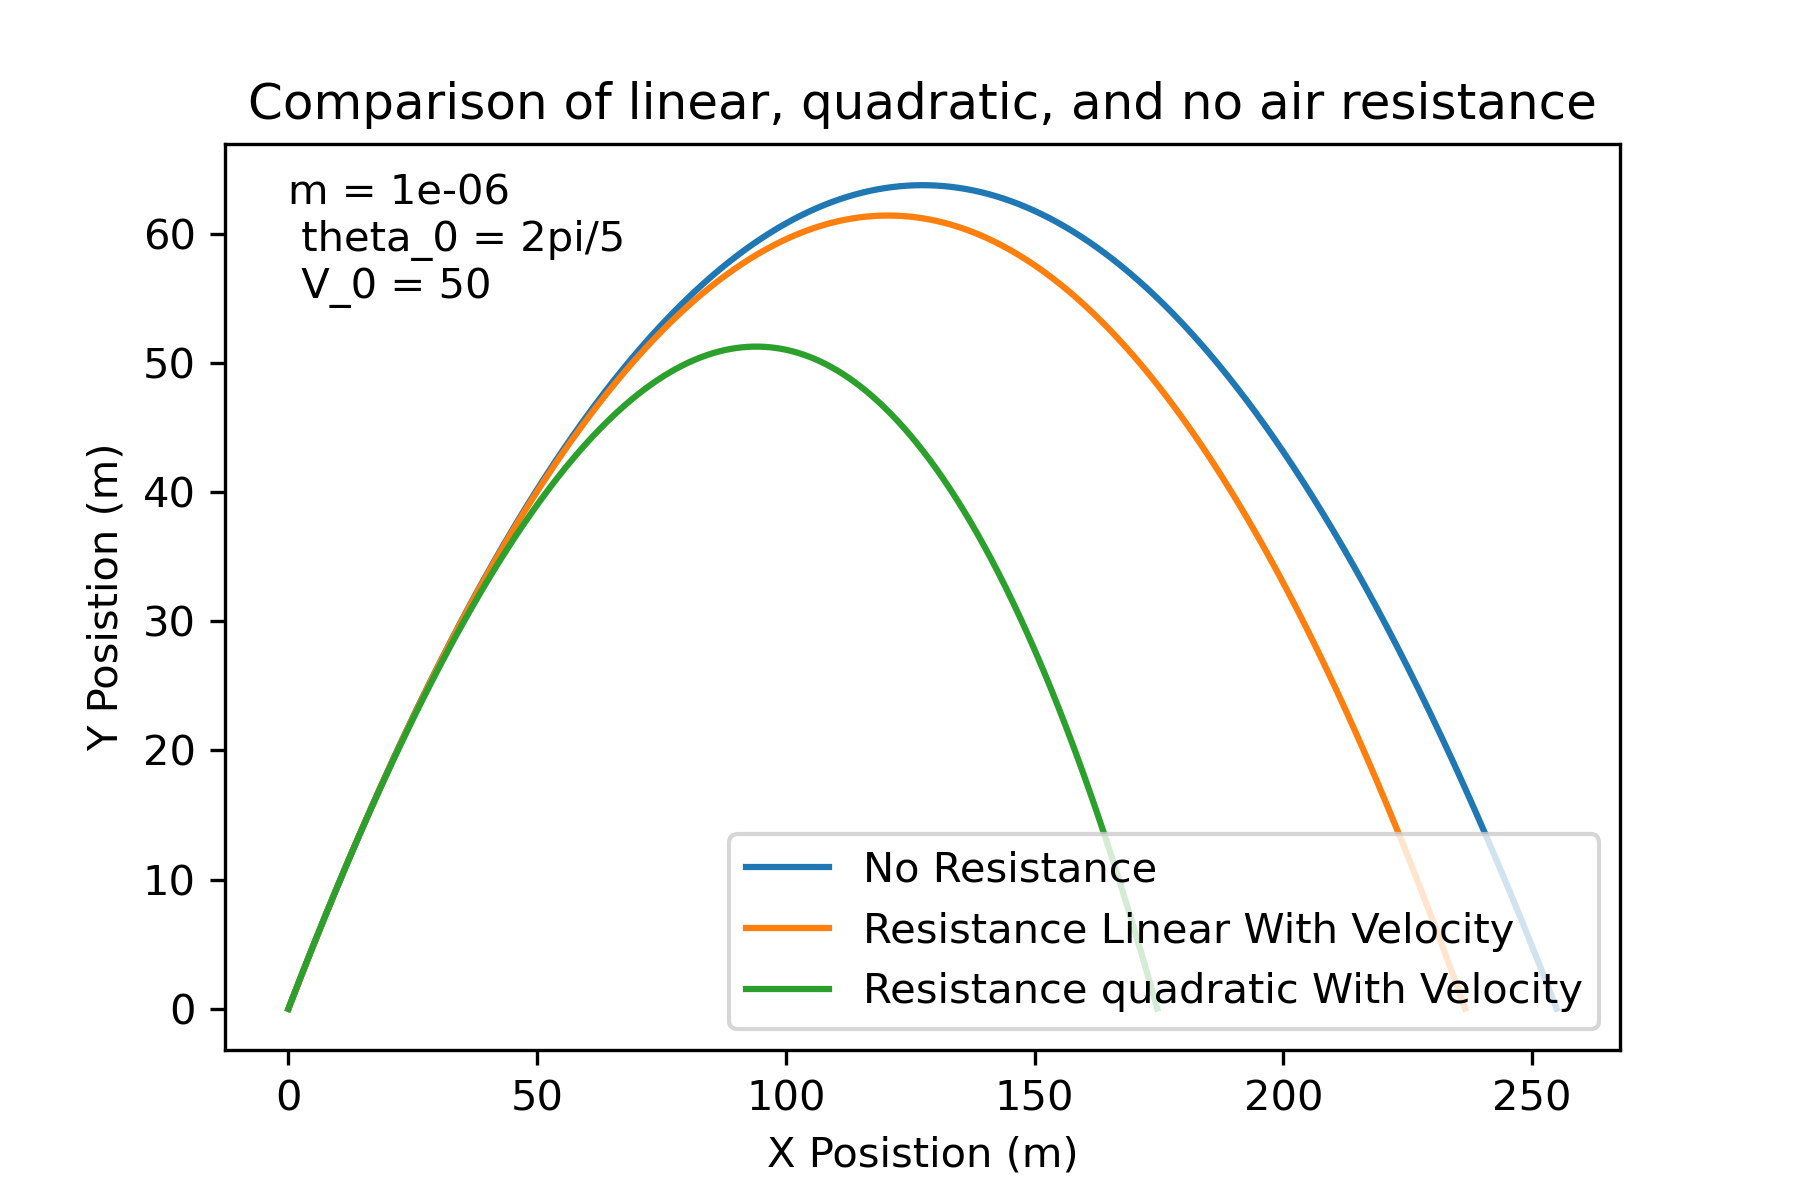 Comparison of linear, quadratic, and no air resistance
m = 1e-06
theta_0 = 2pi/5
V_0 = 50
Y Posistion (m)
60
50
40
30
20
10
0
No Resistance
Resistance Linear With Velocity
Resistance quadratic With Velocity
0 50 100 150 200 250
X Posistion (m)